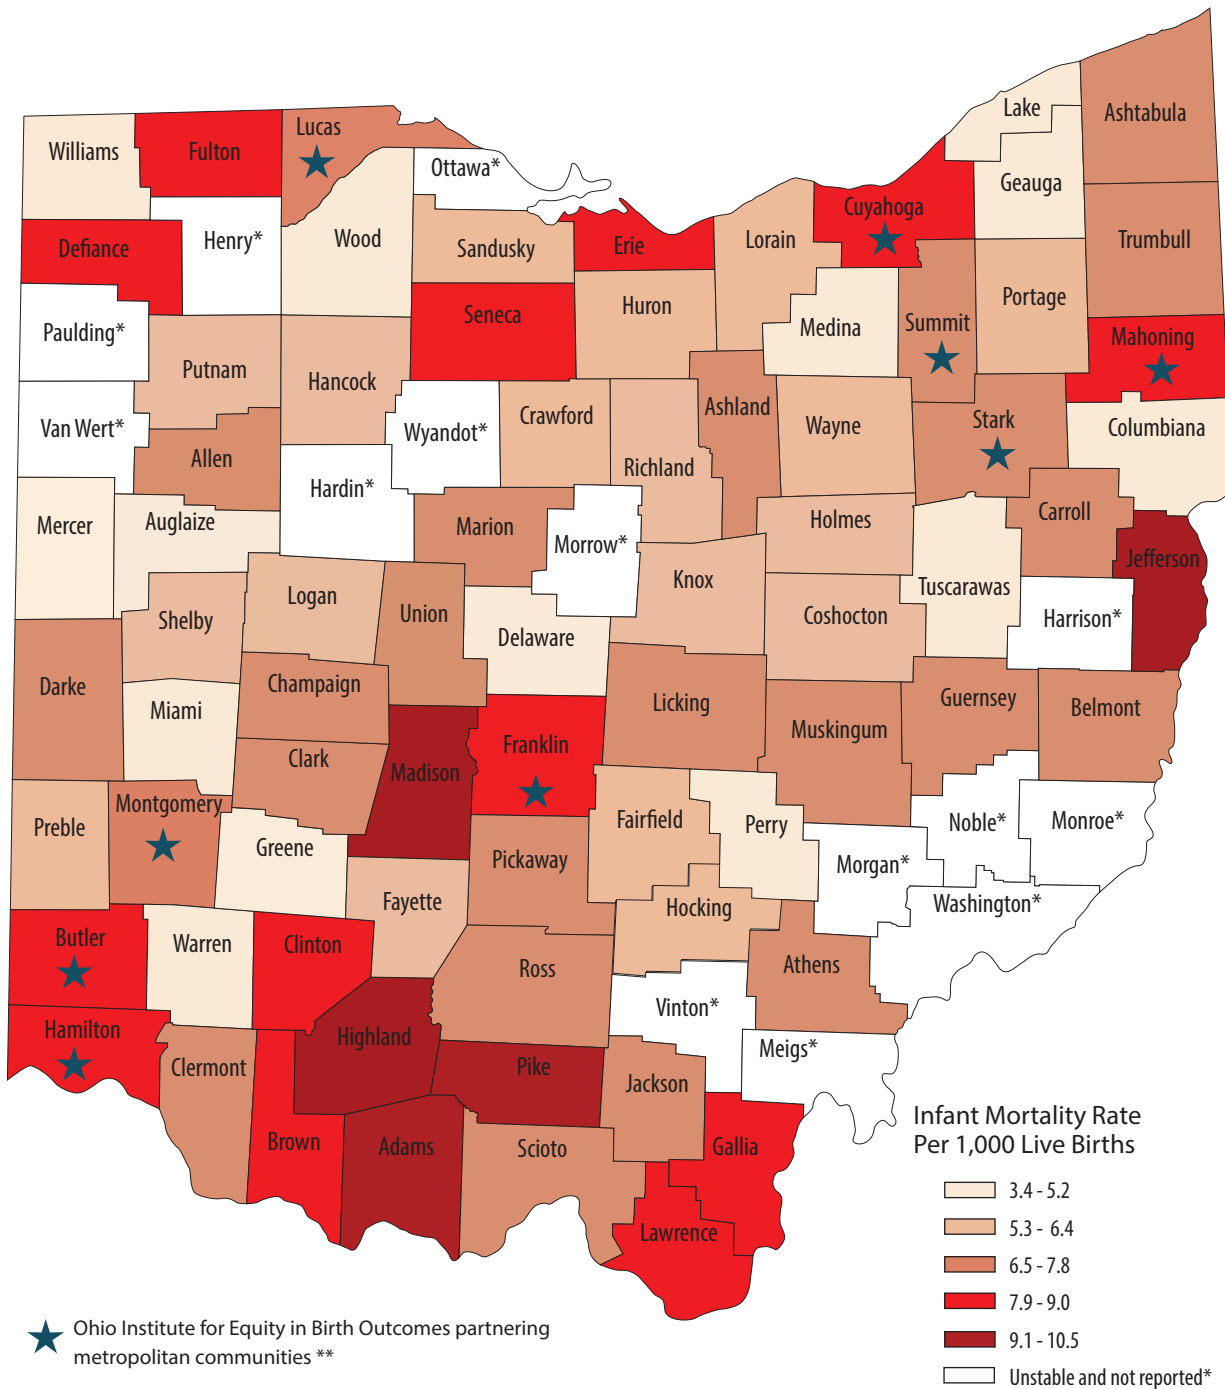 Lake
Ashtabula
Lucas
Williams
Fulton
Ottawa*
Geauga
Cuyahoga
Henry*
Wood
Defiance
Sandusky
Erie
Lorain
Trumbull
Portage
Huron
Seneca
Summit
Medina
Paulding*
Mahoning
Putnam
Hancock
Ashland
Crawford
Wayne
Stark
Van Wert*
Wyandot*
Columbiana
Allen
Richland
Hardin*
Carroll
Mercer
Auglaize
Marion
Holmes
Morrow*
Jefferson
Knox
Tuscarawas
Logan
Shelby
Union
Coshocton
Harrison*
Delaware
Darke
Champaign
Guernsey
Licking
Belmont
Miami
Muskingum
Franklin
Clark
Madison
Montgomery
Preble
Fairfield
Perry
Noble*
Monroe*
Greene
Pickaway
Morgan*
Fayette
Hocking
Washington*
Butler
Warren
Clinton
Ross
Athens
Vinton*
Hamilton
Highland
Meigs*
Clermont
Pike
Jackson
Brown
Adams
Scioto
Gallia
Lawrence
Infant Mortality Rate
Per 1,000 Live Births
3.4 - 5.2
5.3 - 6.4
6.5 - 7.8
7.9 - 9.0
9.1 - 10.5
Unstable and not reported*
Ohio Institute for Equity in Birth Outcomes partnering
metropolitan communities **